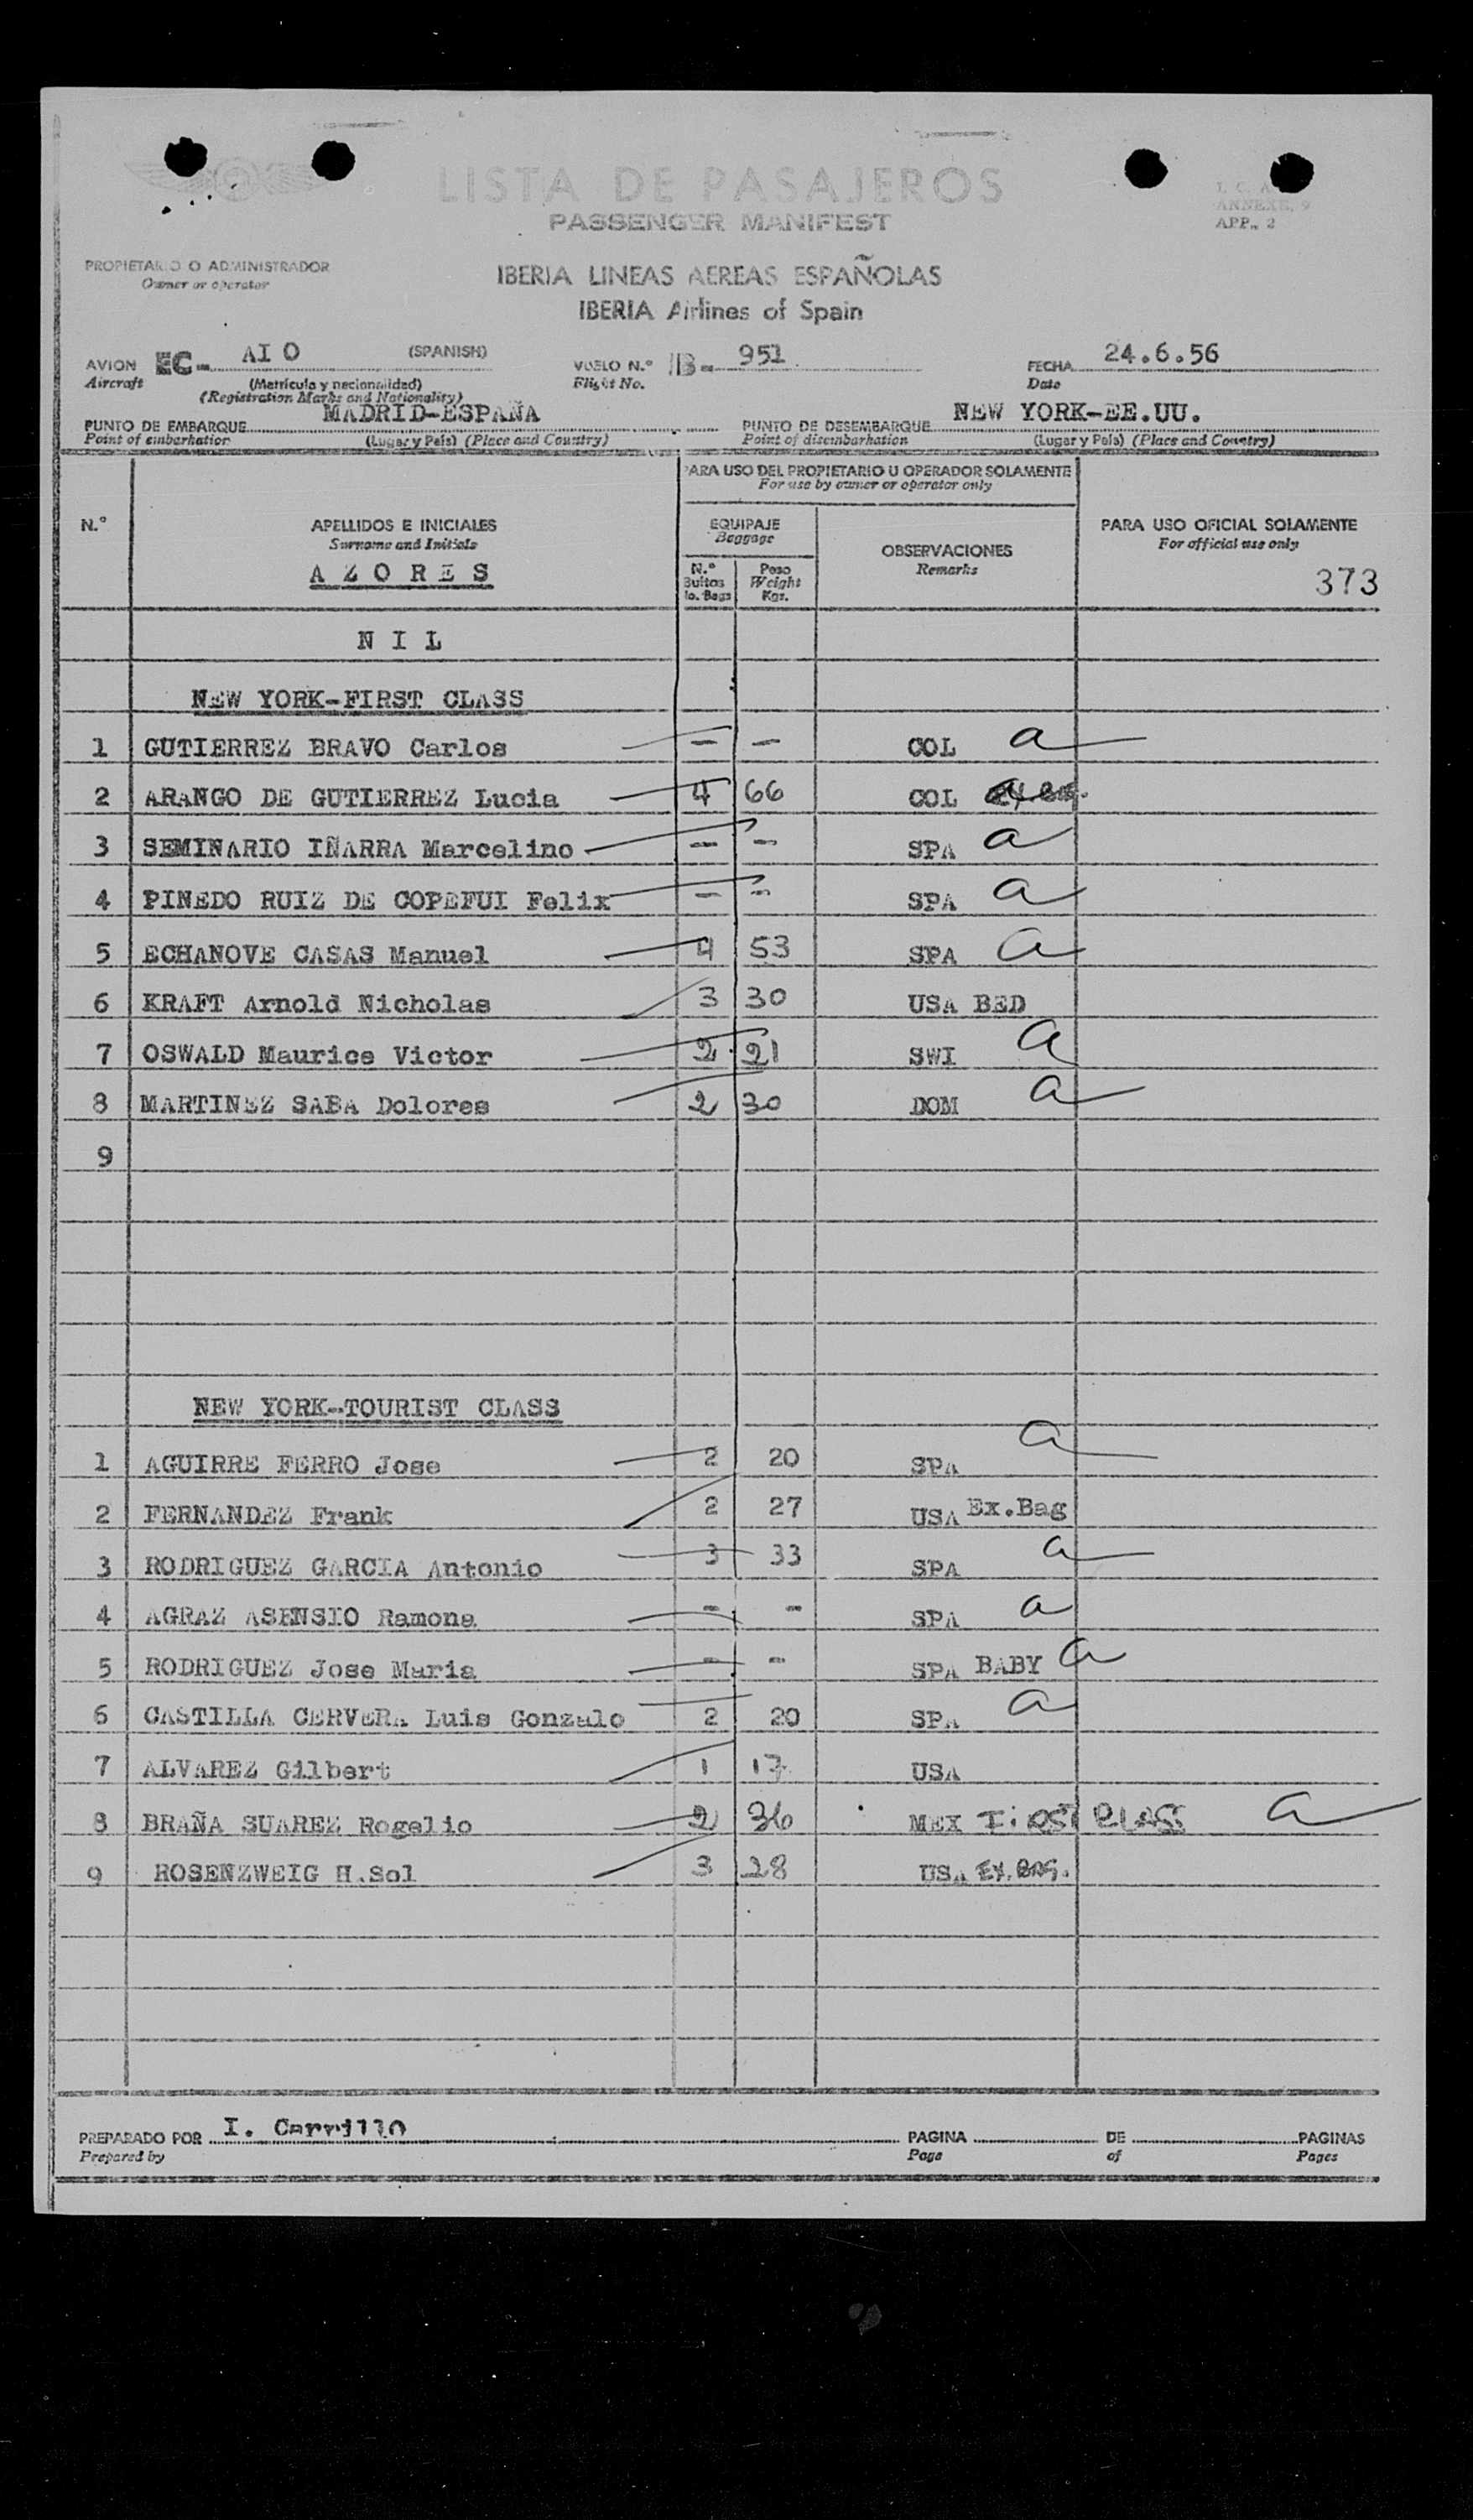 LISTA DE PASAJEROS
PASSENGER MANIFEST
I. C. A.
ANNEXE, 9
APP. 2
PROPIETARIO O ADMINISTRADOR
Owner or operator
IBERIA LINEAS AEREAS ESPAÑOLAS
IBERIA Airlines of Spain
AVION EC- AI O (SPANISH) VUELO N.° IB- 951 FECHA 24.6.56
Aircraft (Matrícula y nacionalidad) Flight No. Date
(Registration Marks and Nationality)
PUNTO DE EMBARQUE MADRID-ESPAÑA PUNTO DE DESEMBARQUE NEW YORK-EE.UU.
Point of embarkation (Lugar y País) (Place and Country) Point of disembarkation (Lugar y País) (Place and Country)
PARA USO DEL PROPIETARIO U OPERADOR SOLAMENTE
For use by owner or operator only
N.° APELLIDOS E INICIALES EQUIPAJE OBSERVACIONES PARA USO OFICIAL SOLAMENTE
Surname and Initials Baggage Remarks For official use only
AZORES N.° Bultos No. Bags Peso Weight Kgs. 373
NIL
NEW YORK-FIRST CLASS
1 GUTIERREZ BRAVO Carlos - - COL a
2 ARANGO DE GUTIERREZ Lucia 4 66 COL
3 SEMINARIO IÑARRA Marcelino - - SPA a
4 PINEDO RUIZ DE COPEFUI Felix - - SPA a
5 ECHANOVE CASAS Manuel 4 53 SPA a
6 KRAFT Arnold Nicholas 3 30 USA BED
7 OSWALD Maurice Victor 2 21 SWI a
8 MARTINEZ SABA Dolores 2 30 DOM a
9
NEW YORK-TOURIST CLASS
1 AGUIRRE FERRO Jose 2 20 SPA a
2 FERNANDEZ Frank 2 27 USA Ex.Bag
3 RODRIGUEZ GARCIA Antonio 3 33 SPA a
4 AGRAZ ASENSIO Ramona - - SPA a
5 RODRIGUEZ Jose Maria - - SPA BABY a
6 CASTILLA CERVERA Luis Gonzalo 2 20 SPA a
7 ALVAREZ Gilbert 1 17 USA
8 BRAÑA SUAREZ Rogelio 2 36 MEX CLASS a
9 ROSENZWEIG H.Sol 3 28 USA EX. BAG.
PREPARADO POR I. Carrillo PAGINA DE PAGINAS
Prepared by Page of Pages